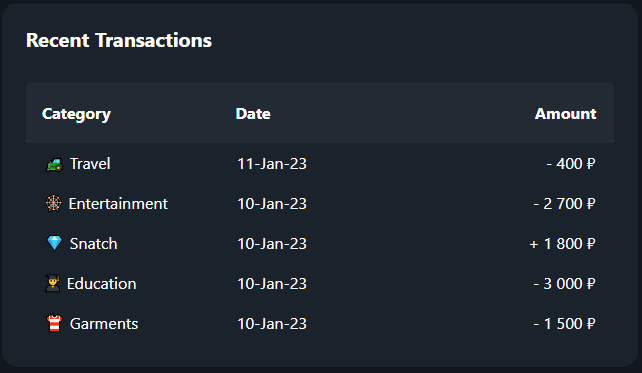 Recent Transactions
Category Date Amount
Travel 11-Jan-23 - 400 ₽
Entertainment 10-Jan-23 - 2 700 ₽
Snatch 10-Jan-23 + 1 800 ₽
Education 10-Jan-23 - 3 000 ₽
Garments 10-Jan-23 - 1 500 ₽